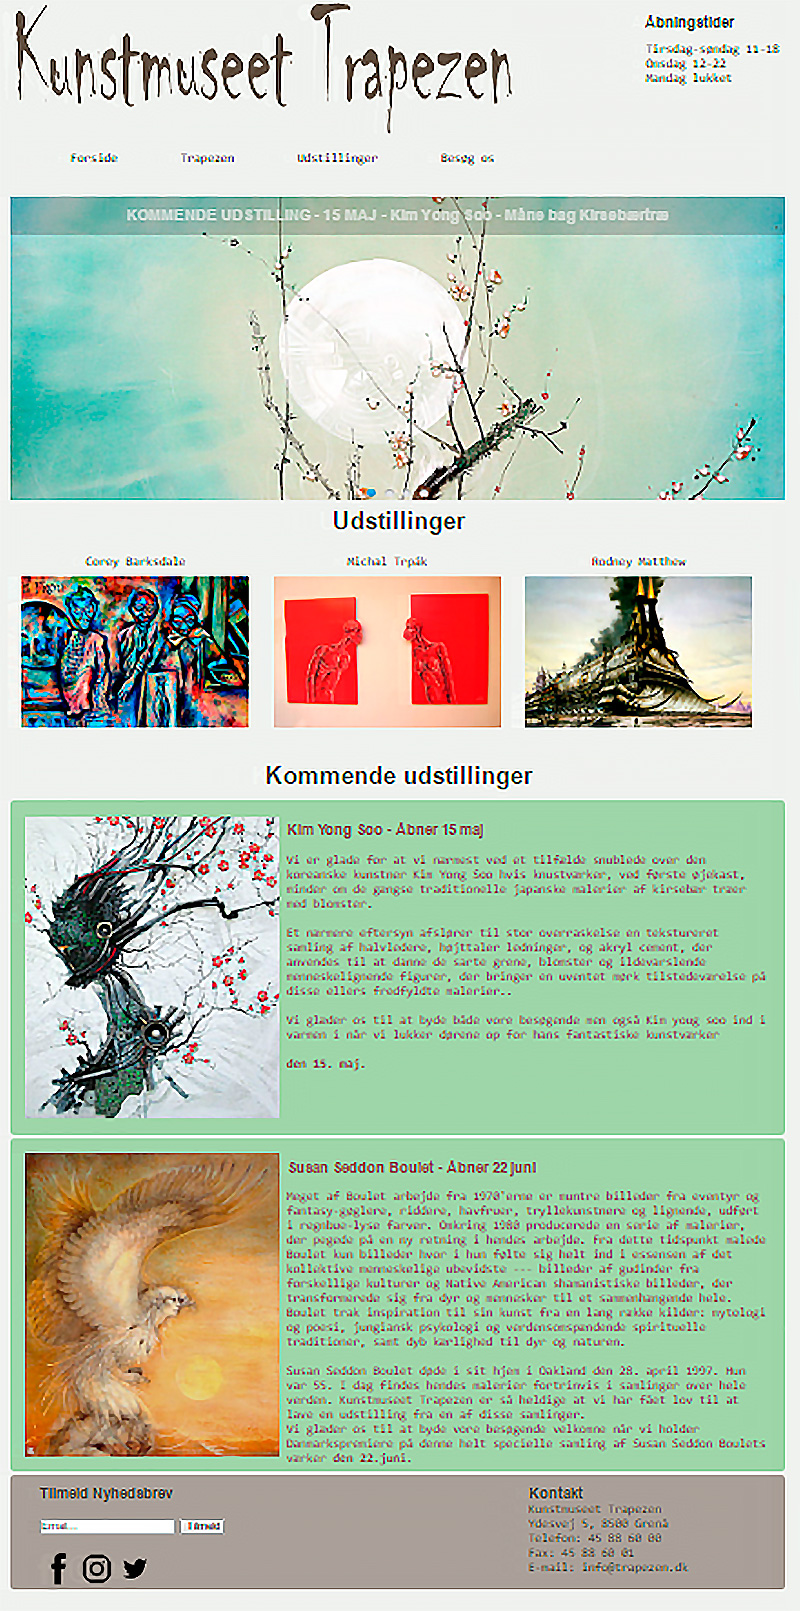 Kunstmuseet Trapezen
Åbningstider
Tirsdag-søndag 11-18
Onsdag 12-22
Mandag lukket
Forside Trapezen Udstillinger Besøg os
KOMMENDE UDSTILLING - 15 MAJ - Kim Yong Soo - Måne bag Kirsebærtræ
Udstillinger
Corey Barksdale Michal Trpák Rodney Matthew
Kommende udstillinger
Kim Yong Soo - Åbner 15 maj
Vi er glade for at vi nærmest ved et tilfælde snublede over den
koreanske kunstner Kim Yong Soo hvis knustværker, ved første øjekast,
minder om de gængse traditionelle japanske malerier af kirsebær træer
med blomster.
Et nærmere eftersyn afslører til stor overraskelse en tekstureret
samling af halvledere, højttaler ledninger, og akryl cement, der
anvendes til at danne de sarte grene, blomster og ildevarslende
menneskelignende figurer, der bringer en uventet mørk tilstedeværelse på
disse ellers fredfyldte malerier..
Vi glæder os til at byde både vore besøgende men også Kim youg soo ind i
varmen i når vi lukker dørene op for hans fantastiske kunstværker
den 15. maj.
Susan Seddon Boulet - Åbner 22 juni
Meget af Boulet arbejde fra 1970'erne er muntre billeder fra eventyr og
fantasy-gøglere, riddere, havfruer, tryllekunstnere og lignende, udført
i regnbue-lyse farver. Omkring 1980 producerede en serie af malerier,
der pegede på en ny retning i hendes arbejde. Fra dette tidspunkt malede
Boulet kun billeder hvor i hun følte sig helt ind i essensen af det
kollektive menneskelige ubevidste --- billeder af gudinder fra
forskellige kulturer og Native American shamanistiske billeder, der
transformerede sig fra dyr og mennesker til et sammenhængende hele.
Boulet trak inspiration til sin kunst fra en lang række kilder: mytologi
og poesi, jungiansk psykologi og verdensomspændende spirituelle
traditioner, samt dyb kærlighed til dyr og naturen.
Susan Seddon Boulet døde i sit hjem i Oakland den 28. april 1997. Hun
var 55. I dag findes hendes malerier fortrinvis i samlinger over hele
verden. Kunstmuseet Trapezen er så heldige at vi har fået lov til at
lave en udstilling fra en af disse samlinger.
Vi glæder os til at byde vore besøgende velkomne når vi holder
Danmarkspremiere på denne helt specielle samling af Susan Seddon Boulets
værker den 22.juni.
Tilmeld Nyhedsbrev
Email... Tilmeld
Kontakt
Kunstmuseet Trapezen
Ydesvej 5, 8500 Grenå
Telefon: 45 88 60 00
Fax: 45 88 60 01
E-mail: info@trapezen.dk